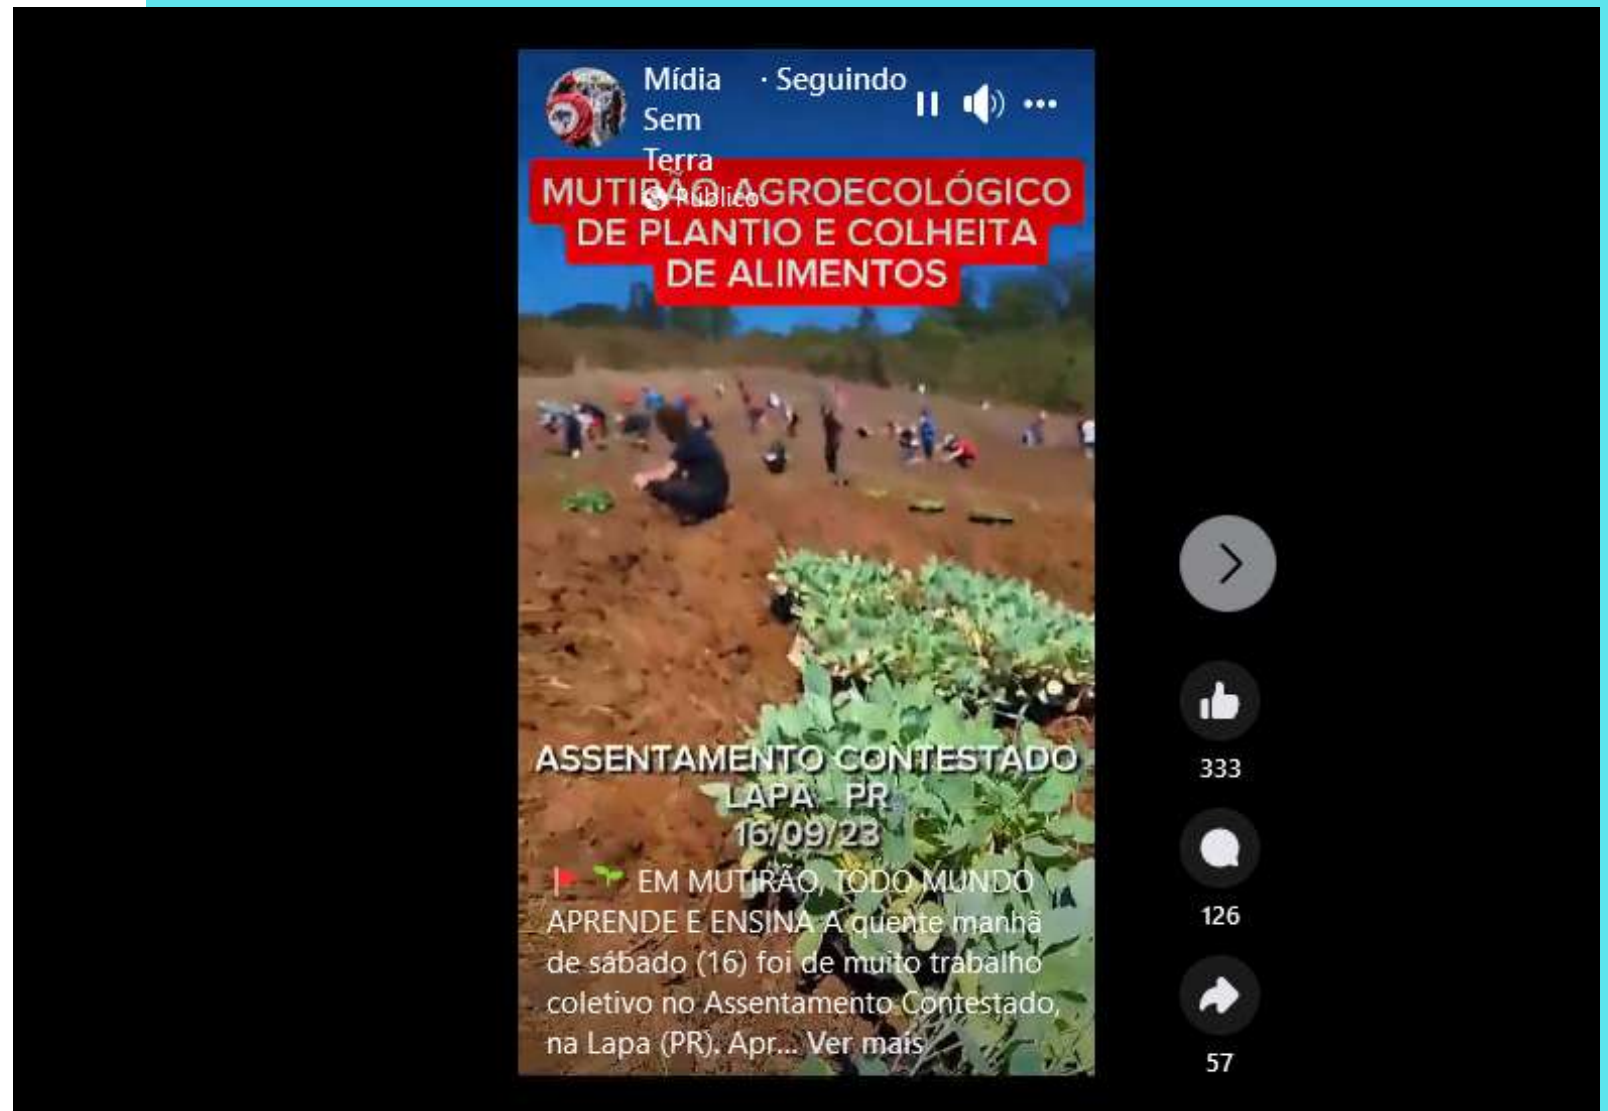 Mídia · Seguindo
Sem
Terra
Público
MUTIRÃO AGROECOLÓGICO
DE PLANTIO E COLHEITA
DE ALIMENTOS
ASSENTAMENTO CONTESTADO
LAPA - PR
16/09/23
EM MUTIRÃO, TODO MUNDO
APRENDE E ENSINA A quente manhã
de sábado (16) foi de muito trabalho
coletivo no Assentamento Contestado,
na Lapa (PR). Apr... Ver mais
333
126
57